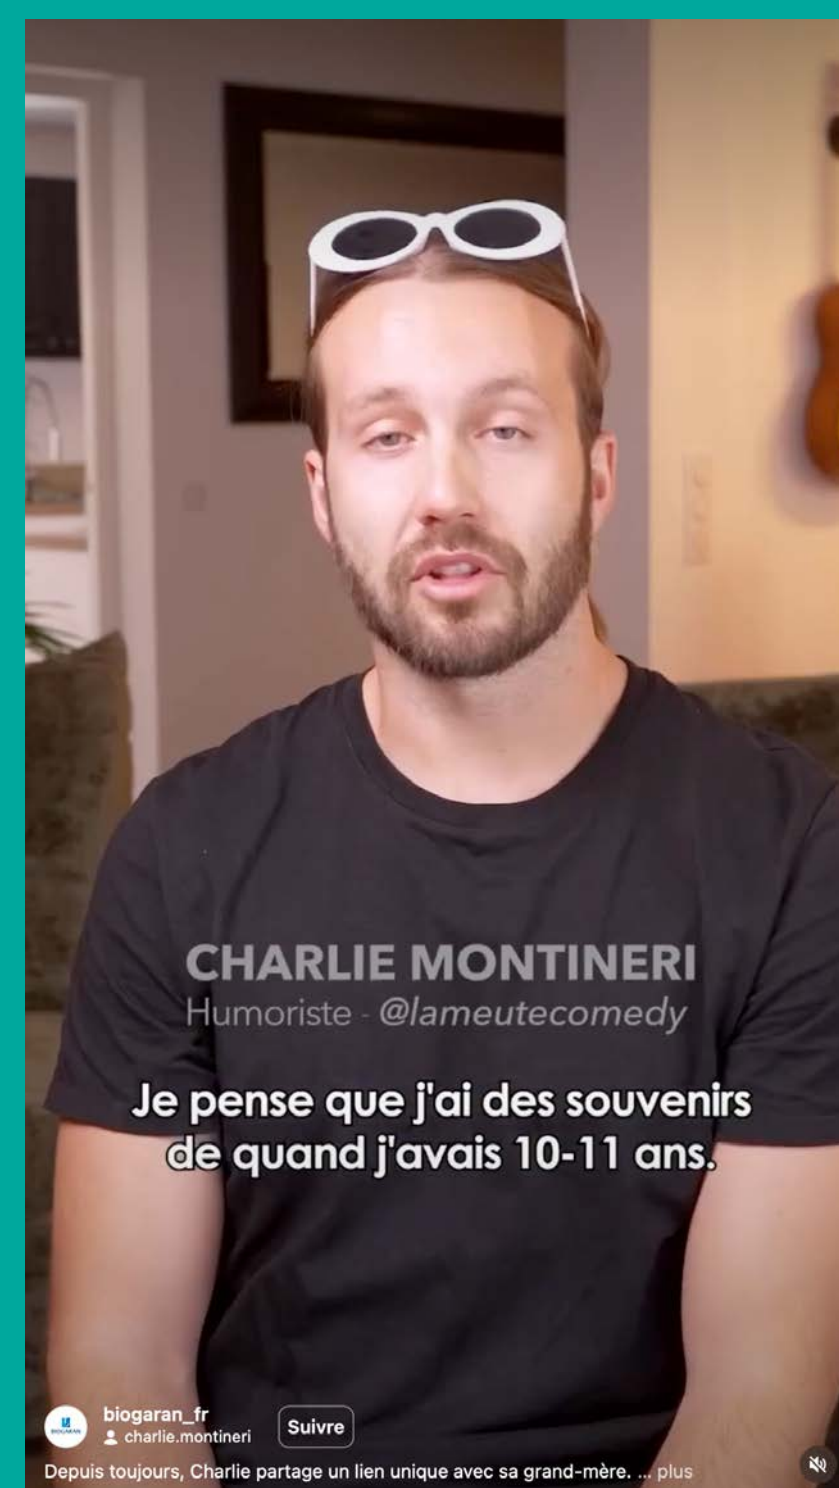 CHARLIE MONTINERI
Humoriste - @lameutecomedy
Je pense que j'ai des souvenirs
de quand j'avais 10-11 ans.
BIOGARAN
biogaran_fr
charlie.montineri
Suivre
Depuis toujours, Charlie partage un lien unique avec sa grand-mère. ... plus